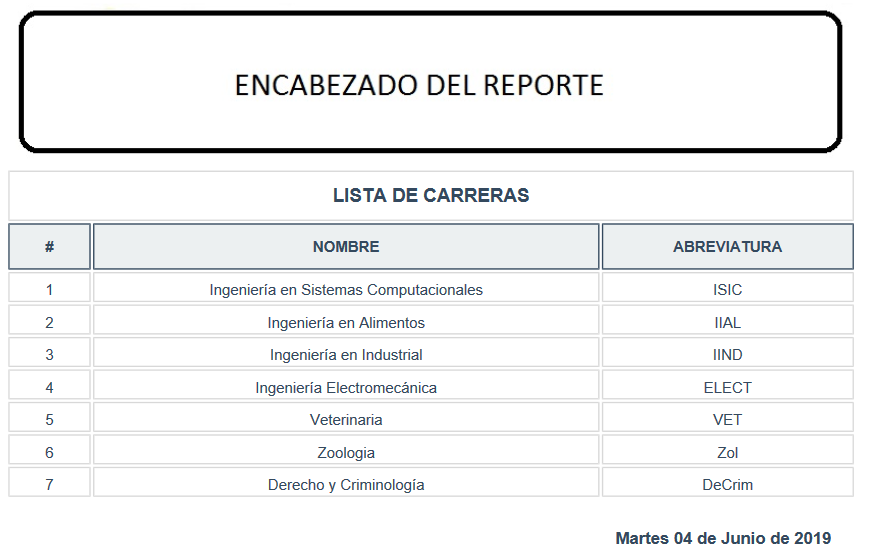 ENCABEZADO DEL REPORTE
LISTA DE CARRERAS
# NOMBRE ABREVIATURA
1 Ingeniería en Sistemas Computacionales ISIC
2 Ingeniería en Alimentos IIAL
3 Ingeniería en Industrial IIND
4 Ingeniería Electromecánica ELECT
5 Veterinaria VET
6 Zoologia Zol
7 Derecho y Criminología DeCrim
Martes 04 de Junio de 2019